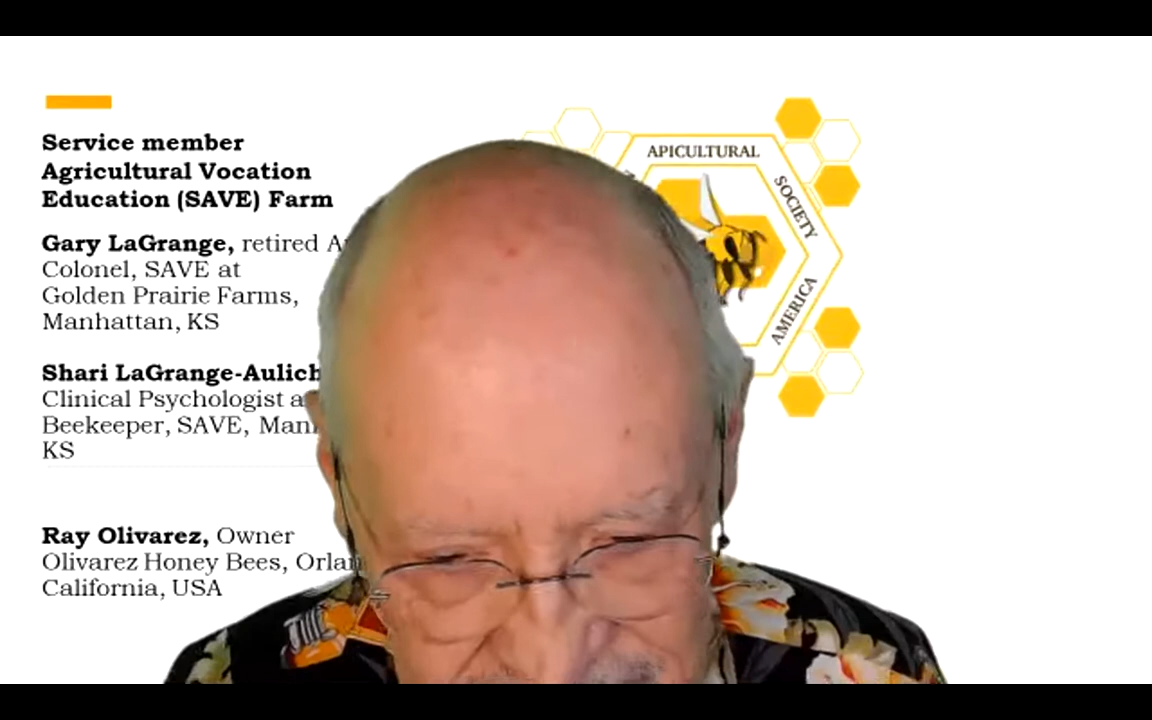 Service member
Agricultural Vocation
Education (SAVE) Farm
Gary LaGrange, retired
Colonel, SAVE at
Golden Prairie Farms,
Manhattan, KS
Shari LaGrange-Aulich
Clinical Psychologist
Beekeeper, SAVE,
KS
Ray Olivarez, Owner
Olivarez Honey Bees,
California, USA
APICULTURAL
SOCIETY
AMERICA